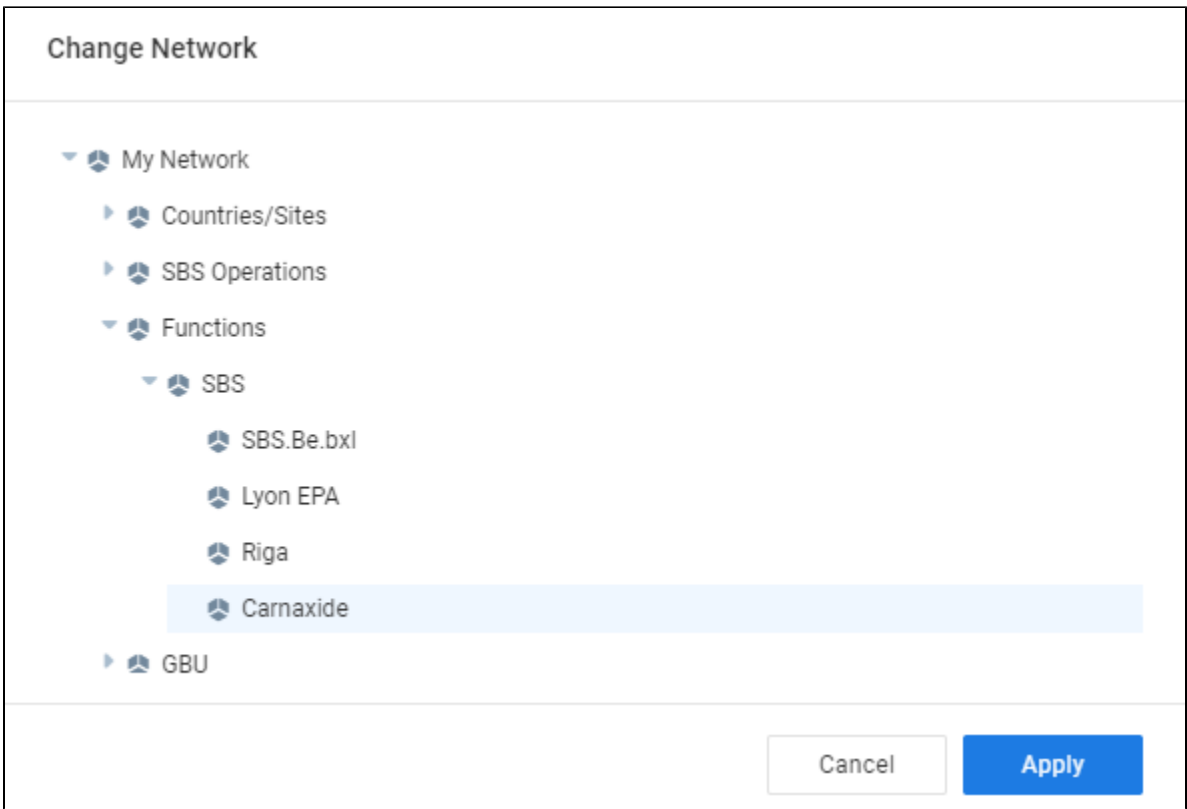 Change Network
My Network
Countries/Sites
SBS Operations
Functions
SBS
SBS.Be.bxl
Lyon EPA
Riga
Carnaxide
GBU
Cancel
Apply